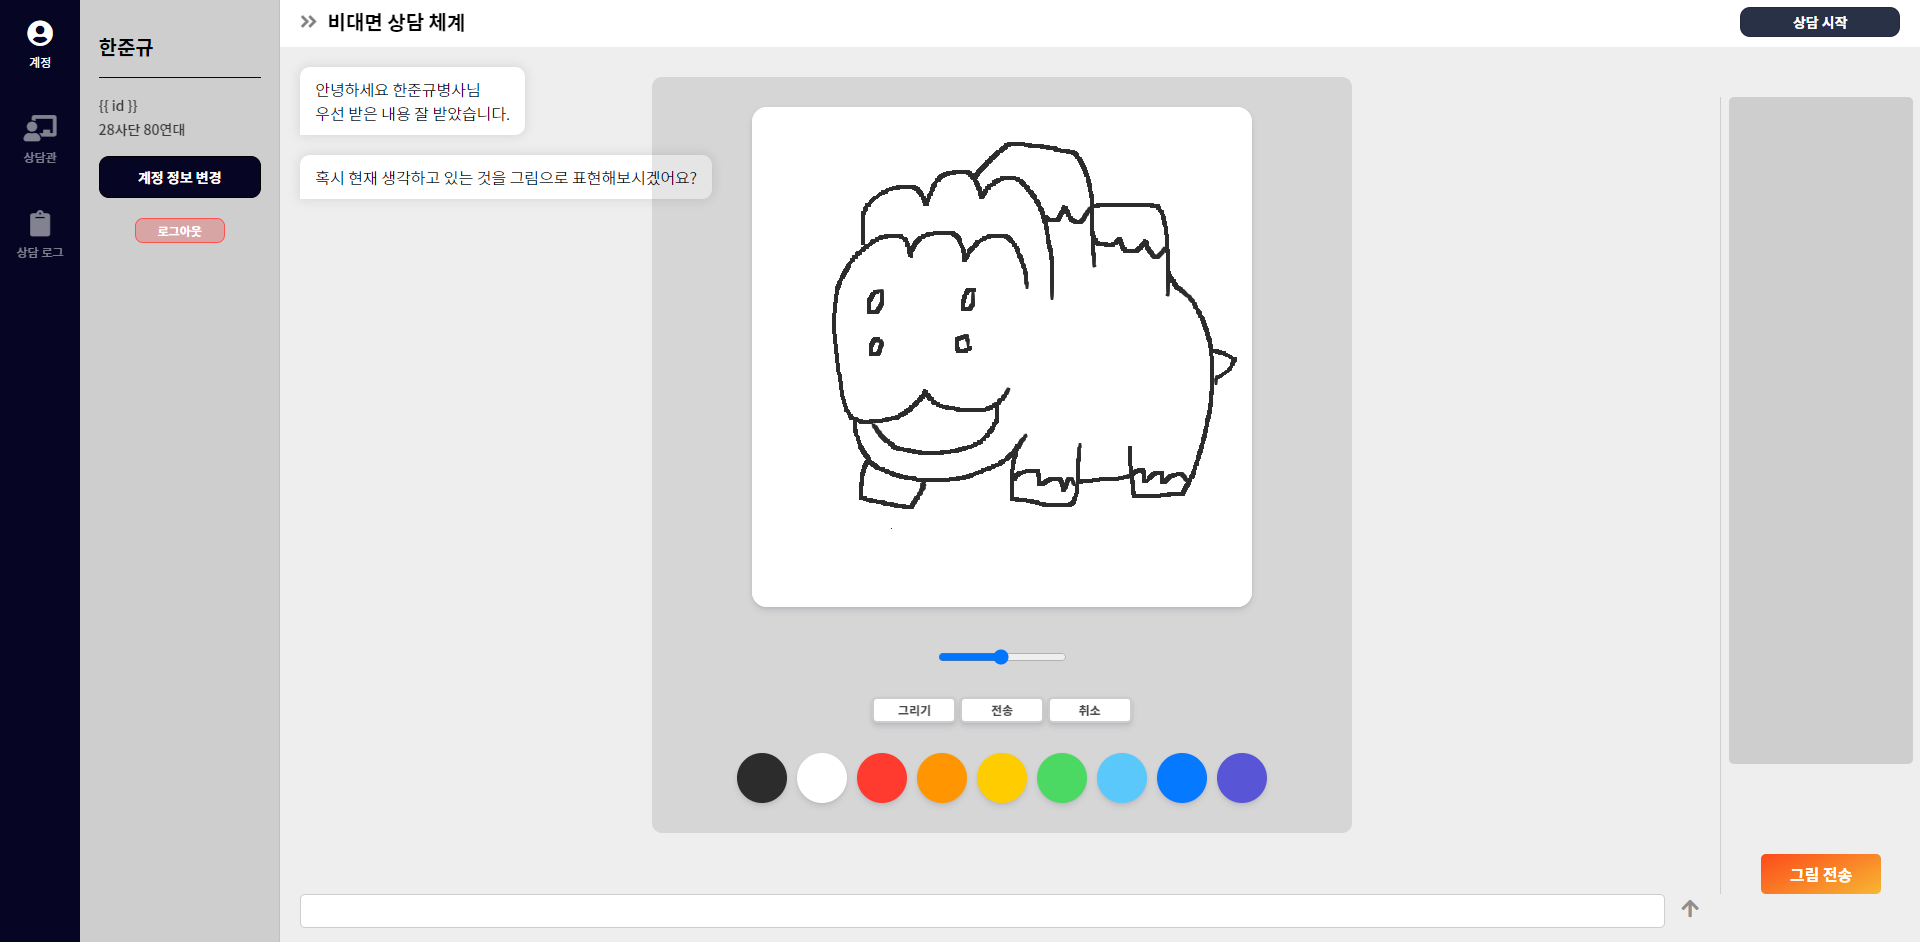 계정
상담관
상담 로그
한준규
{{ id }}
28사단 80연대
계정 정보 변경
로그아웃
비대면 상담 체계
상담 시작
안녕하세요 한준규병사님
우선 받은 내용 잘 받았습니다.
혹시 현재 생각하고 있는 것을 그림으로 표현해보시겠어요?
그리기
전송
취소
그림 전송